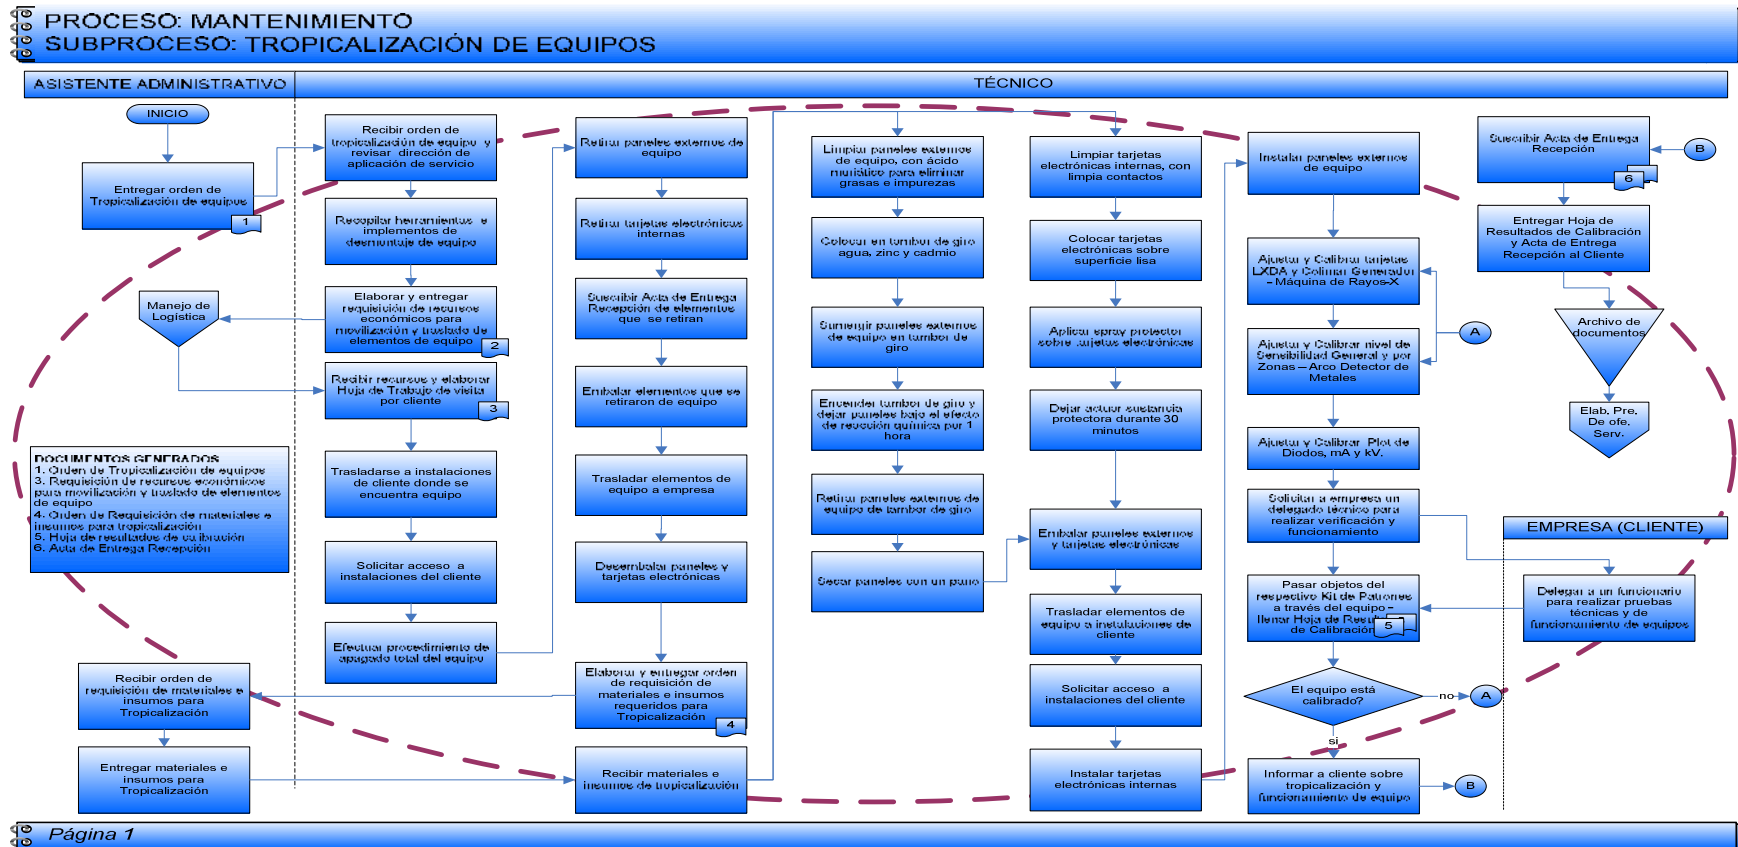 PROCESO: MANTENIMIENTO
SUBPROCESO: TROPICALIZACIÓN DE EQUIPOS
ASISTENTE ADMINISTRATIVO
TÉCNICO
INICIO
Entregar orden de
Tropicalización de equipos
1
Manejo de
Logística
DOCUMENTOS GENERADOS
1. Orden de Tropicalización de equipos
3. Requisición de recursos económicos
para movilización y traslado de elementos
de equipo
4. Orden de Requisición de materiales e
insumos para tropicalización
5. Hoja de resultados de calibración
6. Acta de Entrega Recepción
Recibir orden de
requisición de materiales e
insumos para
Tropicalización
Entregar materiales e
insumos para
Tropicalización
Recibir orden de
tropicalización de equipo y
revisar dirección de
aplicación de servicio
Recopilar herramientas e
implementos de
desmontaje de equipo
Elaborar y entregar
requisición de recursos
económicos para
movilización y traslado de
elementos de equipo
2
Recibir recursos y elaborar
Hoja de Trabajo de visita
por cliente
3
Trasladarse a instalaciones
de cliente donde se
encuentra equipo
Solicitar acceso a
instalaciones del cliente
Efectuar procedimiento de
apagado total del equipo
Retirar paneles externos de
equipo
Retirar tarjetas electrónicas
internas
Suscribir Acta de Entrega
Recepción de elementos
que se retiran
Embalar elementos que se
retiraron de equipo
Trasladar elementos de
equipo a empresa
Desembalar paneles y
tarjetas electrónicas
Elaborar y entregar orden
de requisición de
materiales e insumos
requeridos para
Tropicalización
4
Recibir materiales e
insumos de tropicalización
Limpiar paneles externos
de equipo, con ácido
muriático para eliminar
grasas e impurezas
Colocar en tambor de giro
agua, zinc y cadmio
Sumergir paneles externos
de equipo en tambor de
giro
Encender tambor de giro y
dejar paneles bajo el efecto
de reacción química por 1
hora
Retirar paneles externos de
equipo de tambor de giro
Secar paneles con un paño
Limpiar tarjetas
electrónicas internas, con
limpia contactos
Colocar tarjetas
electrónicas sobre
superficie lisa
Aplicar spray protector
sobre tarjetas electrónicas
Dejar actuar sustancia
protectora durante 30
minutos
Embalar paneles externos
y tarjetas electrónicas
Trasladar elementos de
equipo a instalaciones de
cliente
Solicitar acceso a
instalaciones del cliente
Instalar tarjetas
electrónicas internas
Instalar paneles externos
de equipo
Ajustar y Calibrar tarjetas
LXDA y Colimar Generador
– Máquina de Rayos-X
A
Ajustar y Calibrar nivel de
Sensibilidad General y por
Zonas – Arco Detector de
Metales
Ajustar y Calibrar Plot de
Diodos, mA y kV.
Solicitar a empresa un
delegado técnico para
realizar verificación y
funcionamiento
Pasar objetos del
respectivo Kit de Patrones
a través del equipo –
llenar Hoja de
de Calibración
5
El equipo está
calibrado?
no
A
si
Informar a cliente sobre
tropicalización y
funcionamiento de equipo
B
Suscribir Acta de Entrega
Recepción
6
B
Entregar Hoja de
Resultados de Calibración
y Acta de Entrega
Recepción al Cliente
Archivo de
documentos
Elab, Pre,
De ofe,
Serv.
EMPRESA (CLIENTE)
Delegar a un funcionario
para realizar pruebas
técnicas y de
funcionamiento de equipos
Página 1